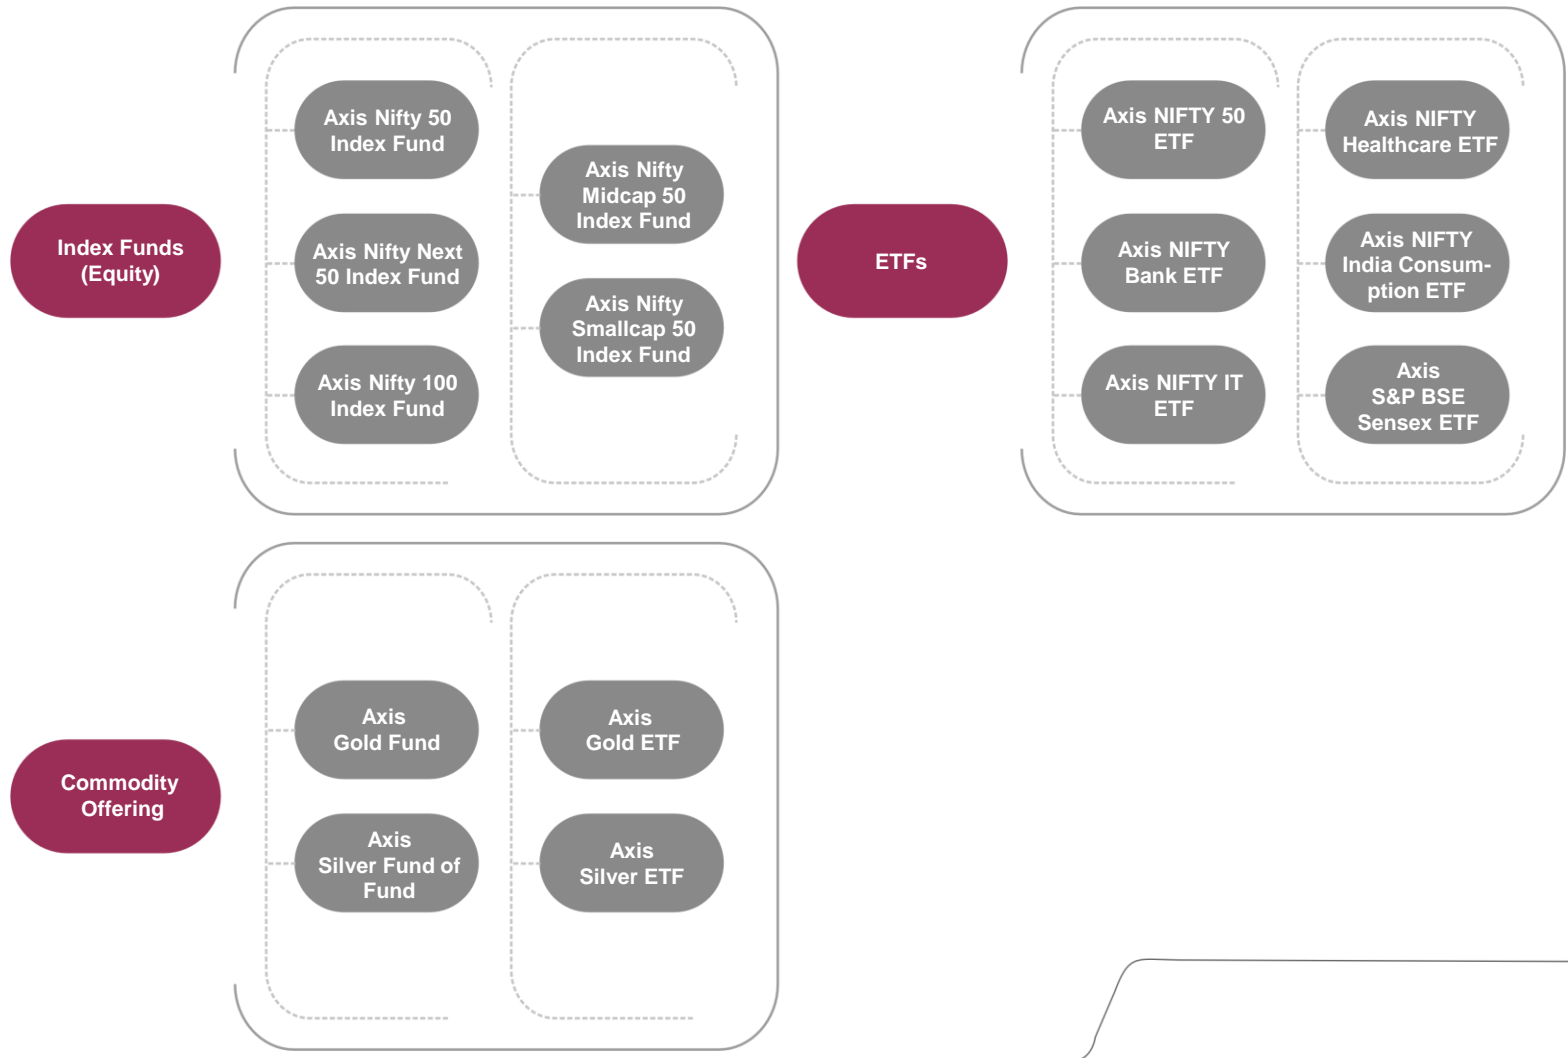 Index Funds
(Equity)
Axis Nifty 50
Index Fund
Axis Nifty Next
50 Index Fund
Axis Nifty 100
Index Fund
Axis Nifty
Midcap 50
Index Fund
Axis Nifty
Smallcap 50
Index Fund
ETFs
Axis NIFTY 50
ETF
Axis NIFTY
Bank ETF
Axis NIFTY IT
ETF
Axis NIFTY
Healthcare ETF
Axis NIFTY
India Consum-
ption ETF
Axis
S&P BSE
Sensex ETF
Commodity
Offering
Axis
Gold Fund
Axis
Silver Fund of
Fund
Axis
Gold ETF
Axis
Silver ETF